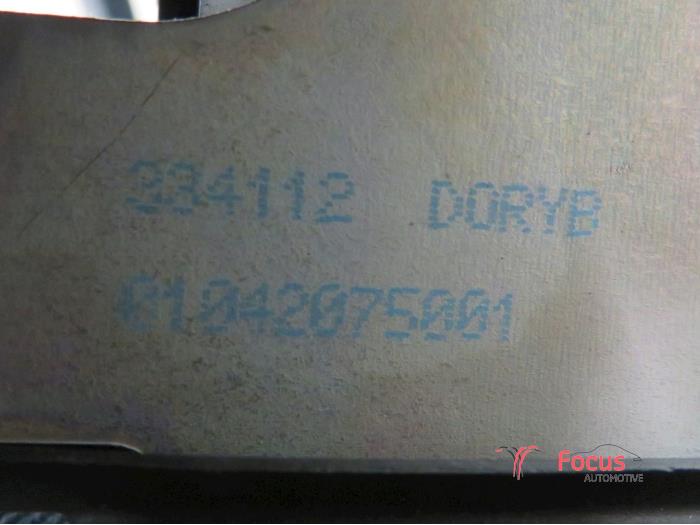 334112 DORYB
01042075001
Focus
AUTOMOTIVE